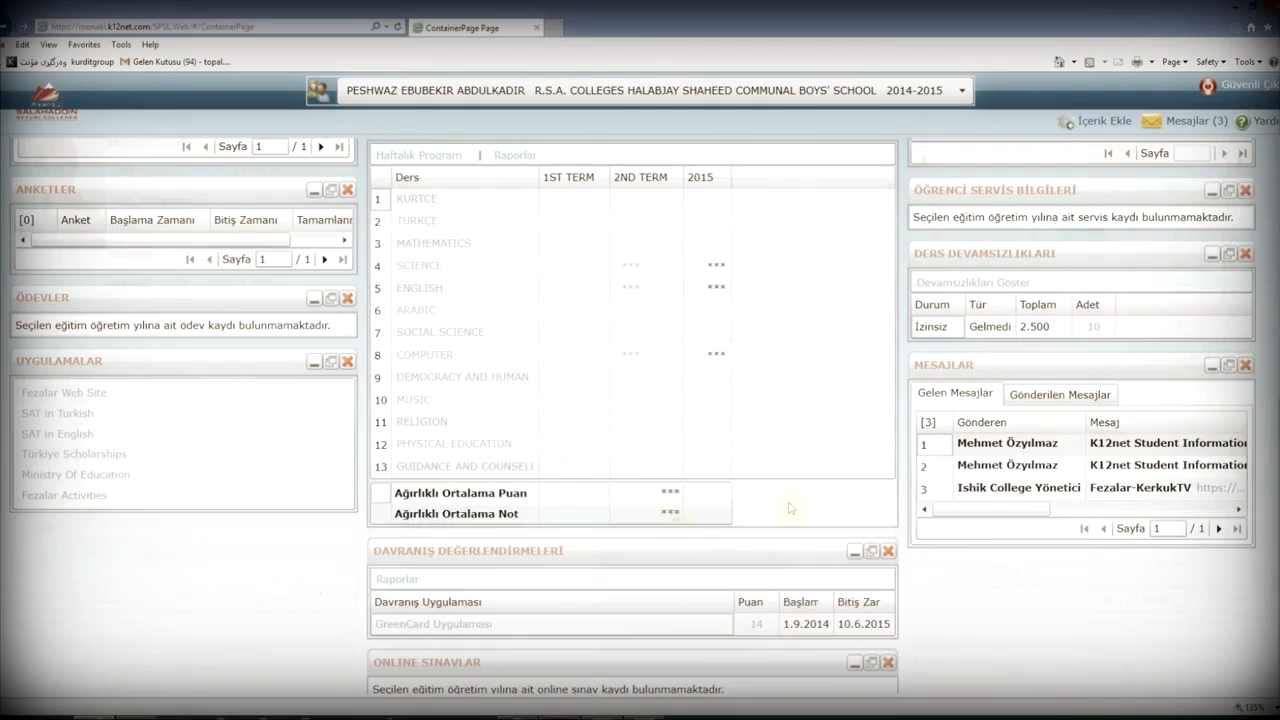 https://roonaki.k12net.com/SPSL.Web/#/ContainerPage
ContainerPage Page
Edit View Favorites Tools Help
kurditgroup
Gelen Kutusu (94) - topal....
Page Safety Tools
PESHWAZ EBUBEKIR ABDULKADIR R.S.A. COLLEGES HALABJAY SHAHEED COMMUNAL BOYS' SCHOOL 2014-2015
Güvenli Çık
SALAHADDIN
İçerik Ekle Mesajlar (3) Yardı
Sayfa 1 / 1
ANKETLER
[0] Anket Başlama Zamanı Bitiş Zamanı Tamamlanr
Sayfa 1 / 1
ÖDEVLER
Seçilen eğitim öğretim yılına ait ödev kaydı bulunmamaktadır.
UYGULAMALAR
Fezalar Web Site
SAT in Turkish
SAT in English
Türkiye Scholarships
Ministry Of Education
Fezalar Activities
Haftalık Program | Raporlar
Ders 1ST TERM 2ND TERM 2015
1 KURTCE
2 TURKÇE
3 MATHEMATICS
4 SCIENCE *** ***
5 ENGLISH *** ***
6 ARABIC
7 SOCIAL SCIENCE
8 COMPUTER *** ***
9 DEMOCRACY AND HUMAN
10 MUSIC
11 RELIGION
12 PHYSICAL EDUCATION
13 GUIDANCE AND COUNSELI
Ağırlıklı Ortalama Puan ***
Ağırlıklı Ortalama Not ***
DAVRANIŞ DEĞERLENDİRMELERİ
Raporlar
Davranış Uygulaması Puan Başlam Bitiş Zar
GreenCard Uygulaması 14 1.9.2014 10.6.2015
ONLINE SINAVLAR
Seçilen eğitim öğretim yılına ait online sınav kaydı bulunmamaktadır.
Sayfa
ÖĞRENCİ SERVİS BİLGİLERİ
Seçilen eğitim öğretim yılına ait servis kaydı bulunmamaktadır.
DERS DEVAMSIZLIKLARI
Devamsızlıkları Göster
Durum Tür Toplam Adet
İzinsiz Gelmedi 2.500 10
MESAJLAR
Gelen Mesajlar Gönderilen Mesajlar
[3] Gönderen Mesaj
1 Mehmet Özyılmaz K12net Student Information
2 Mehmet Özyılmaz K12net Student Information
3 Ishik College Yönetici Fezalar-KerkukTV https://...
Sayfa 1 / 1
135%